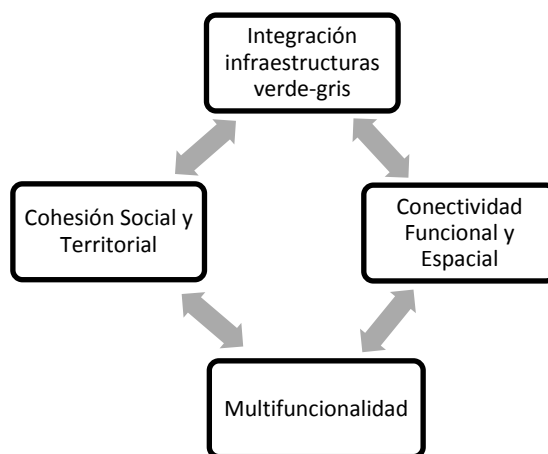 Integración
infraestructuras
verde-gris
Cohesión Social y
Territorial
Conectividad
Funcional y
Espacial
Multifuncionalidad